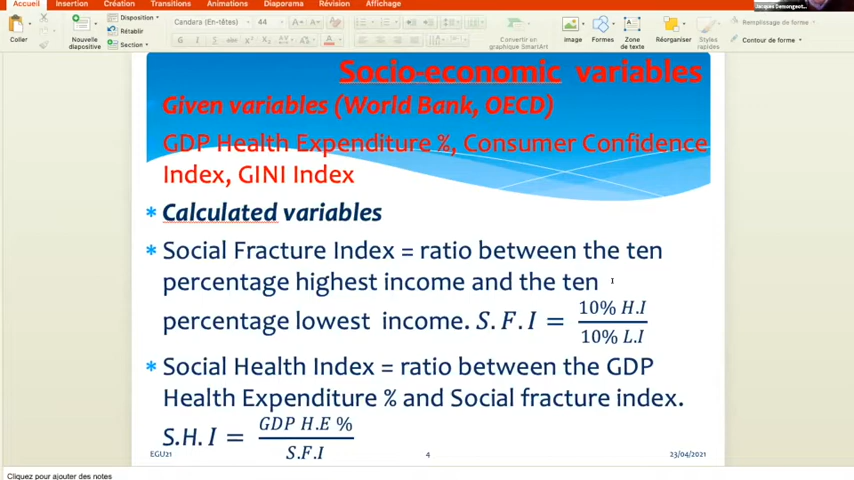 Accueil Insertion Création Transitions Animations Diaporama Révision Affichage
Jacques Demongeot...
Coller
Nouvelle diapositive
Disposition
Rétablir
Section
Candara (En-têtes) 44
Convertir en graphique SmartArt
Image
Formes
Zone de texte
Réorganiser
Styles rapides
Remplissage de forme
Contour de forme
Socio-economic variables
Given variables (World Bank, OECD)
GDP Health Expenditure %, Consumer Confidence
Index, GINI Index
* Calculated variables
* Social Fracture Index = ratio between the ten
percentage highest income and the ten
percentage lowest income. S. F. I = 10% H.I / 10% L.I
* Social Health Index = ratio between the GDP
Health Expenditure % and Social fracture index.
S.H. I = GDP H.E % / S.F.I
EGU21 4 23/04/2021
Cliquez pour ajouter des notes